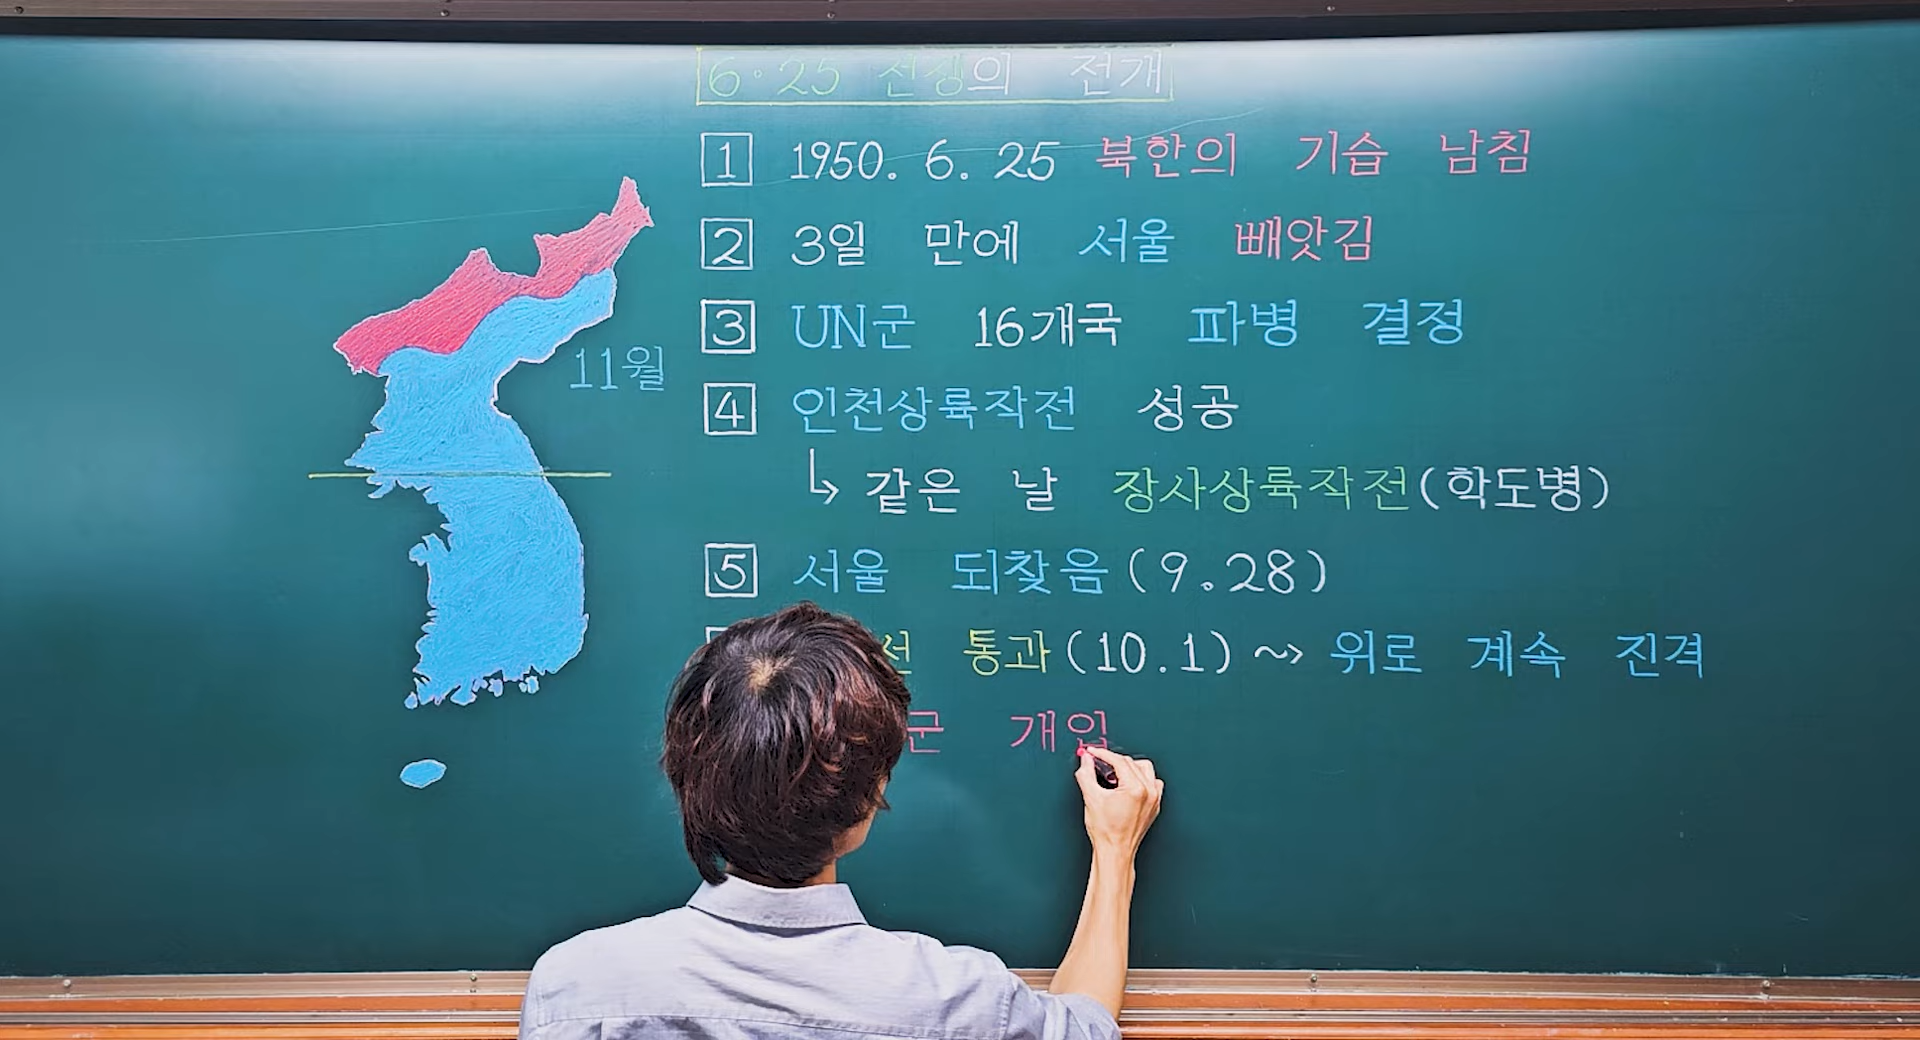 6·25 전쟁의 전개
1 1950. 6. 25 북한의 기습 남침
2 3일 만에 서울 빼앗김
3 UN군 16개국 파병 결정
11월
4 인천상륙작전 성공
↳ 같은 날 장사상륙작전(학도병)
5 서울 되찾음(9.28)
선 통과(10.1) ~> 위로 계속 진격
군 개입